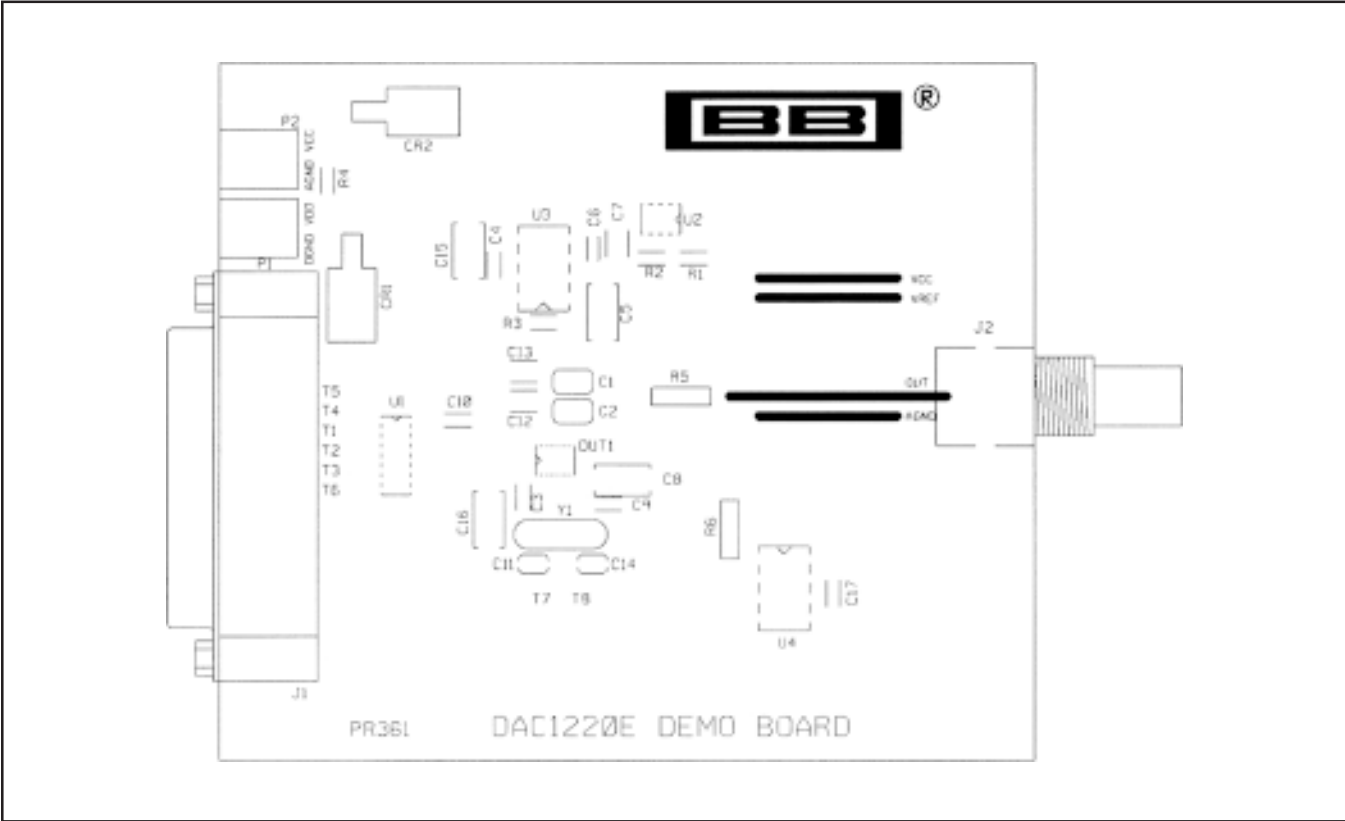 BB ®
P2
AGND VCC
CR2
R4
DGND VDD
P1
U3
C6
C7
U2
C15
C4
R2
R1
CR1
VCC
VREF
C5
R3
J2
C13
C1
R5
OUT
T5
T4
U1
C10
C12
C2
AGND
T1
T2
OUT1
T3
C8
T6
C3
C9
C16
Y1
R6
C11
C14
T7
T8
C17
U4
J1
PR361
DAC1220E DEMO BOARD